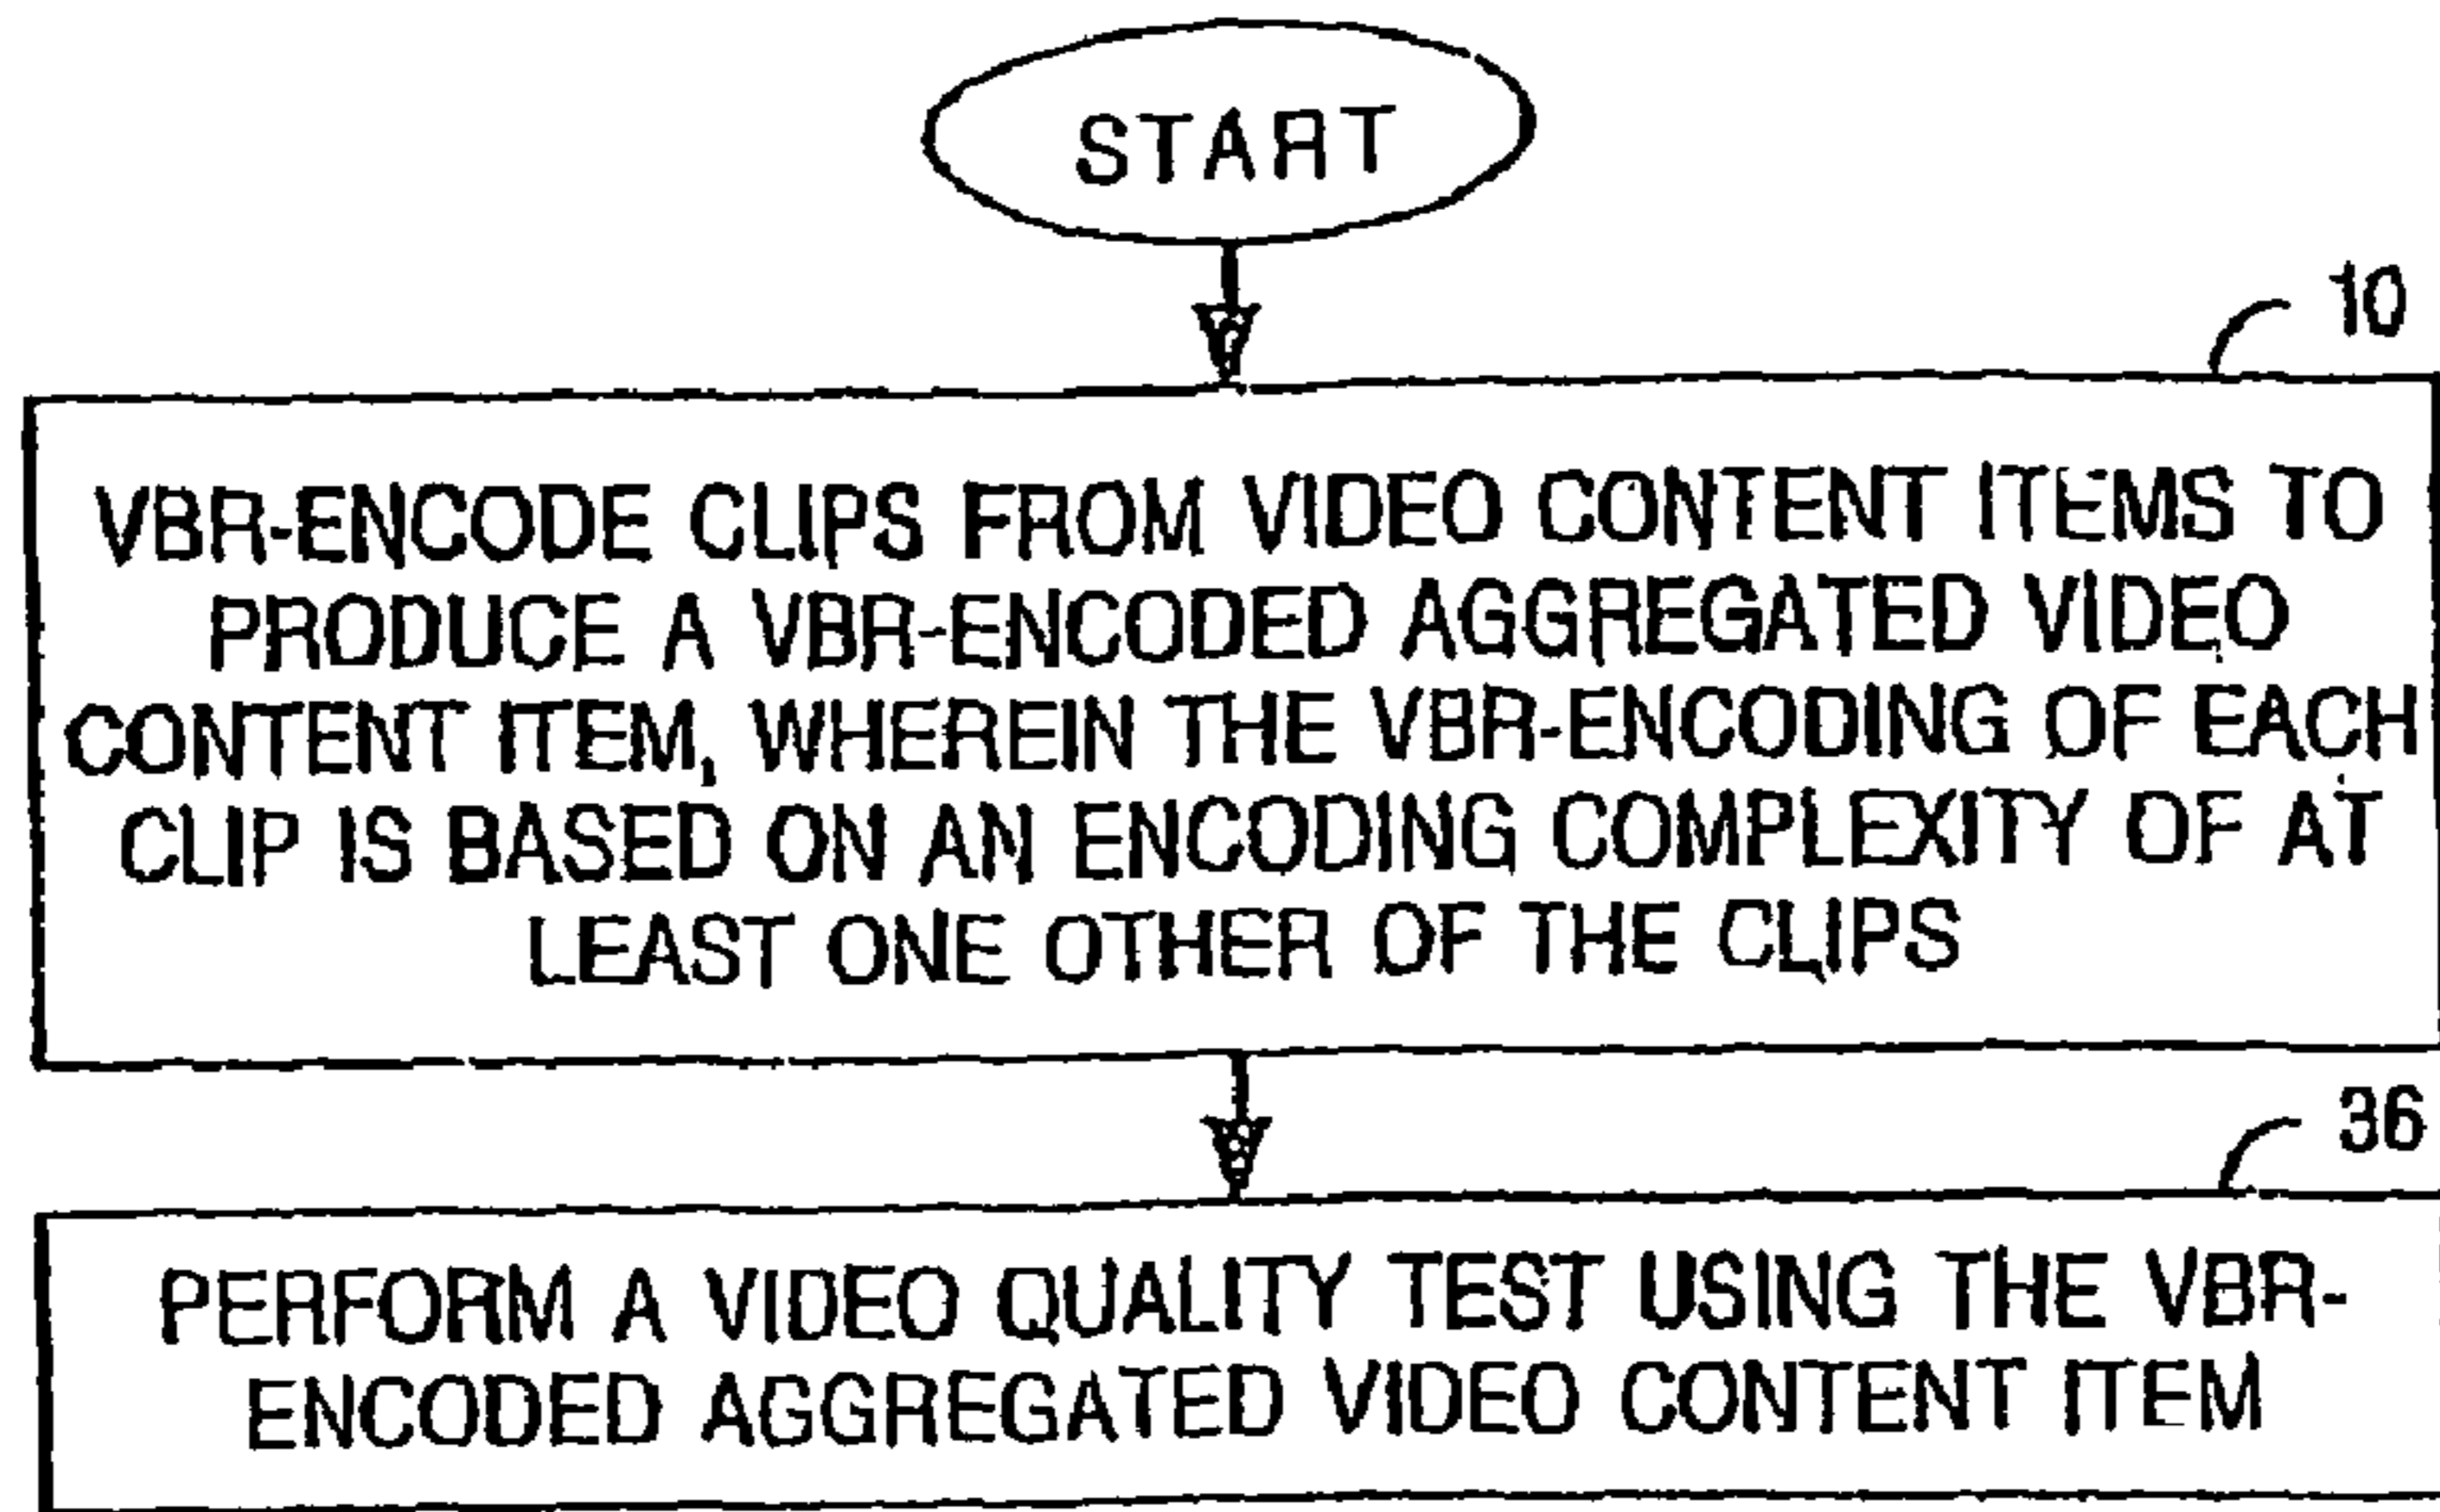 START
10
VBR-ENCODE CLIPS FROM VIDEO CONTENT ITEMS TO
PRODUCE A VBR-ENCODED AGGREGATED VIDEO
CONTENT ITEM, WHEREIN THE VBR-ENCODING OF EACH
CLIP IS BASED ON AN ENCODING COMPLEXITY OF AT
LEAST ONE OTHER OF THE CLIPS
36
PERFORM A VIDEO QUALITY TEST USING THE VBR-
ENCODED AGGREGATED VIDEO CONTENT ITEM